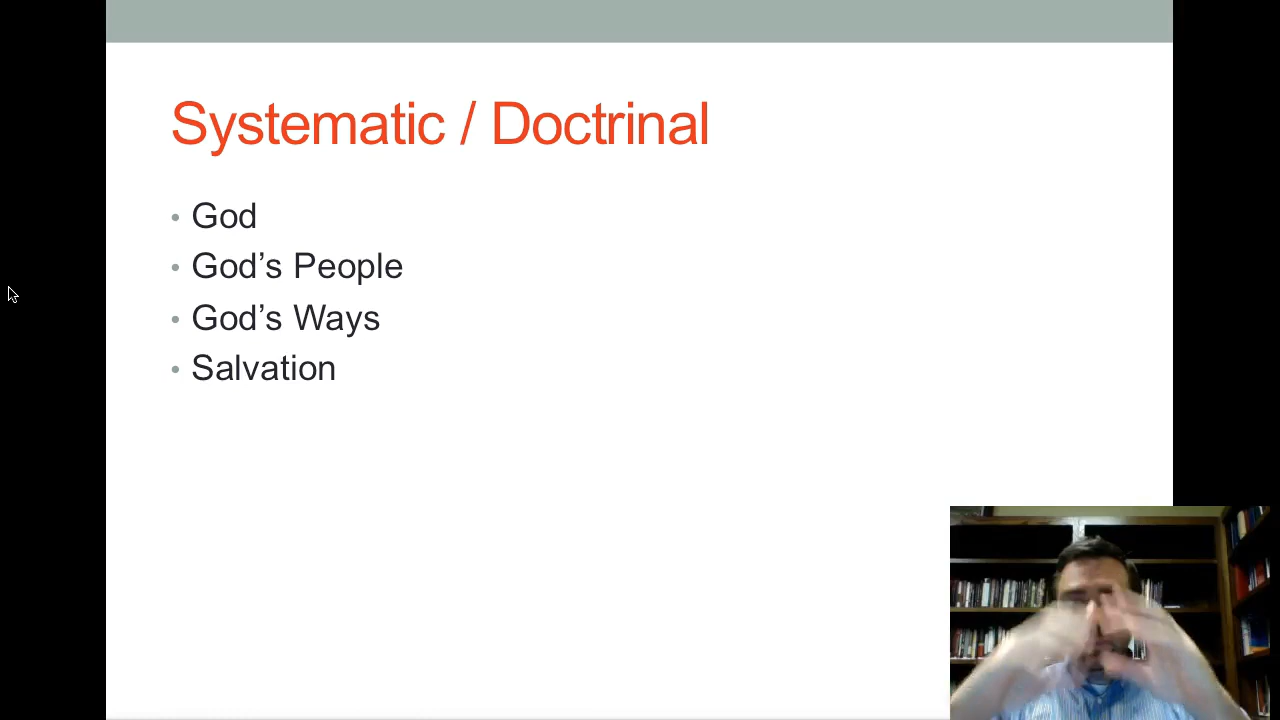 Systematic / Doctrinal
• God
• God’s People
• God’s Ways
• Salvation